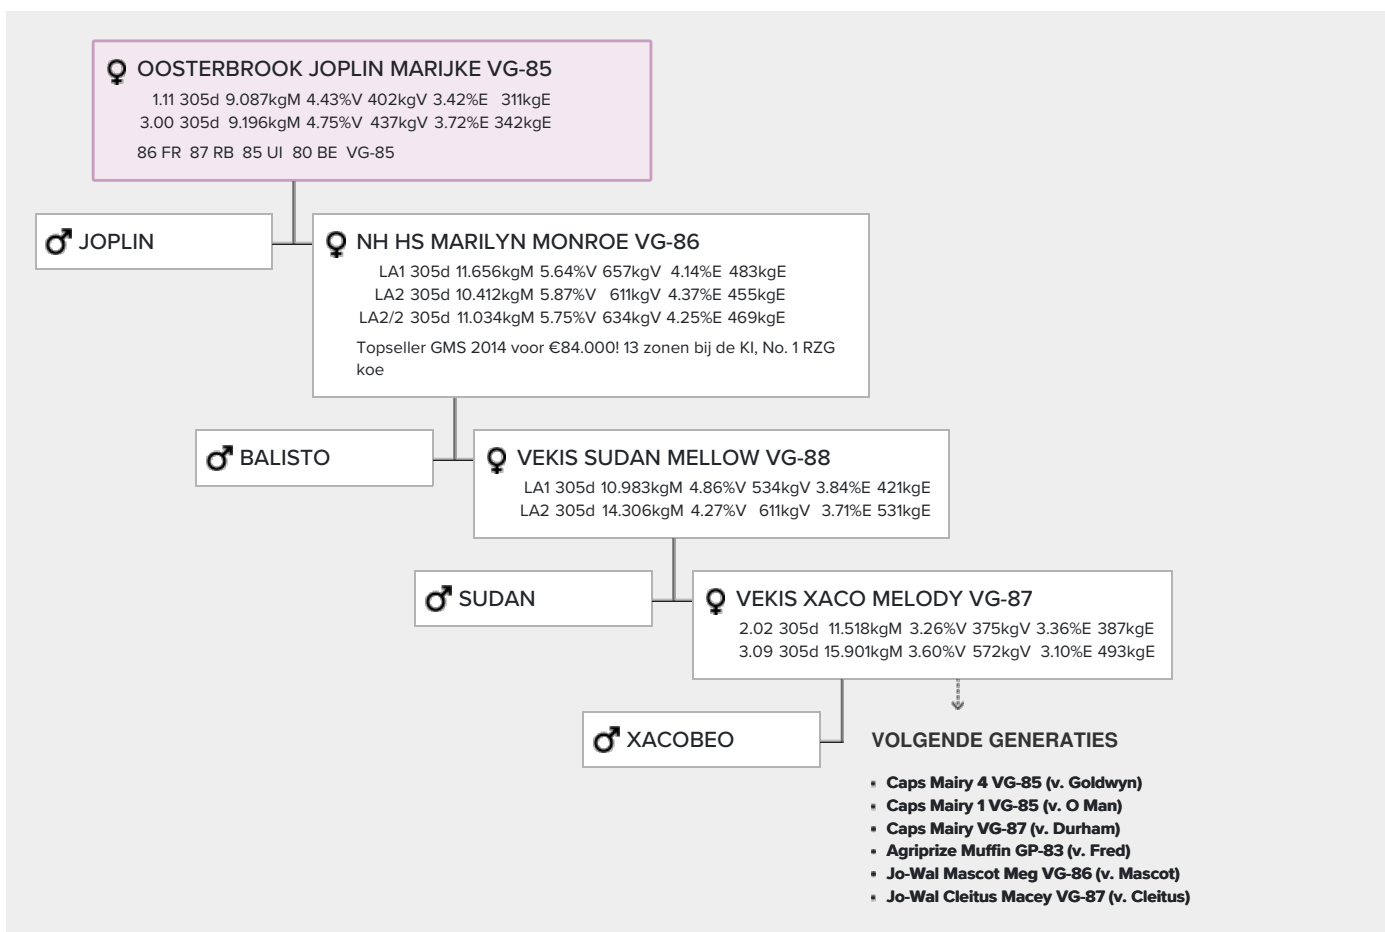 OOSTERBROOK JOPLIN MARIJKE VG-85
1.11 305d 9.087kgM 4.43%V 402kgV 3.42%E 311kgE
3.00 305d 9.196kgM 4.75%V 437kgV 3.72%E 342kgE
86 FR 87 RB 85 UI 80 BE VG-85
JOPLIN
NH HS MARILYN MONROE VG-86
LA1 305d 11.656kgM 5.64%V 657kgV 4.14%E 483kgE
LA2 305d 10.412kgM 5.87%V 611kgV 4.37%E 455kgE
LA2/2 305d 11.034kgM 5.75%V 634kgV 4.25%E 469kgE
Topseller GMS 2014 voor €84.000! 13 zonen bij de KI, No. 1 RZG
koe
BALISTO
VEKIS SUDAN MELLOW VG-88
LA1 305d 10.983kgM 4.86%V 534kgV 3.84%E 421kgE
LA2 305d 14.306kgM 4.27%V 611kgV 3.71%E 531kgE
SUDAN
VEKIS XACO MELODY VG-87
2.02 305d 11.518kgM 3.26%V 375kgV 3.36%E 387kgE
3.09 305d 15.901kgM 3.60%V 572kgV 3.10%E 493kgE
XACOBEO
VOLGENDE GENERATIES
Caps Mairy 4 VG-85 (v. Goldwyn)
Caps Mairy 1 VG-85 (v. O Man)
Caps Mairy VG-87 (v. Durham)
Agriprize Muffin GP-83 (v. Fred)
Jo-Wal Mascot Meg VG-86 (v. Mascot)
Jo-Wal Cleitus Macey VG-87 (v. Cleitus)